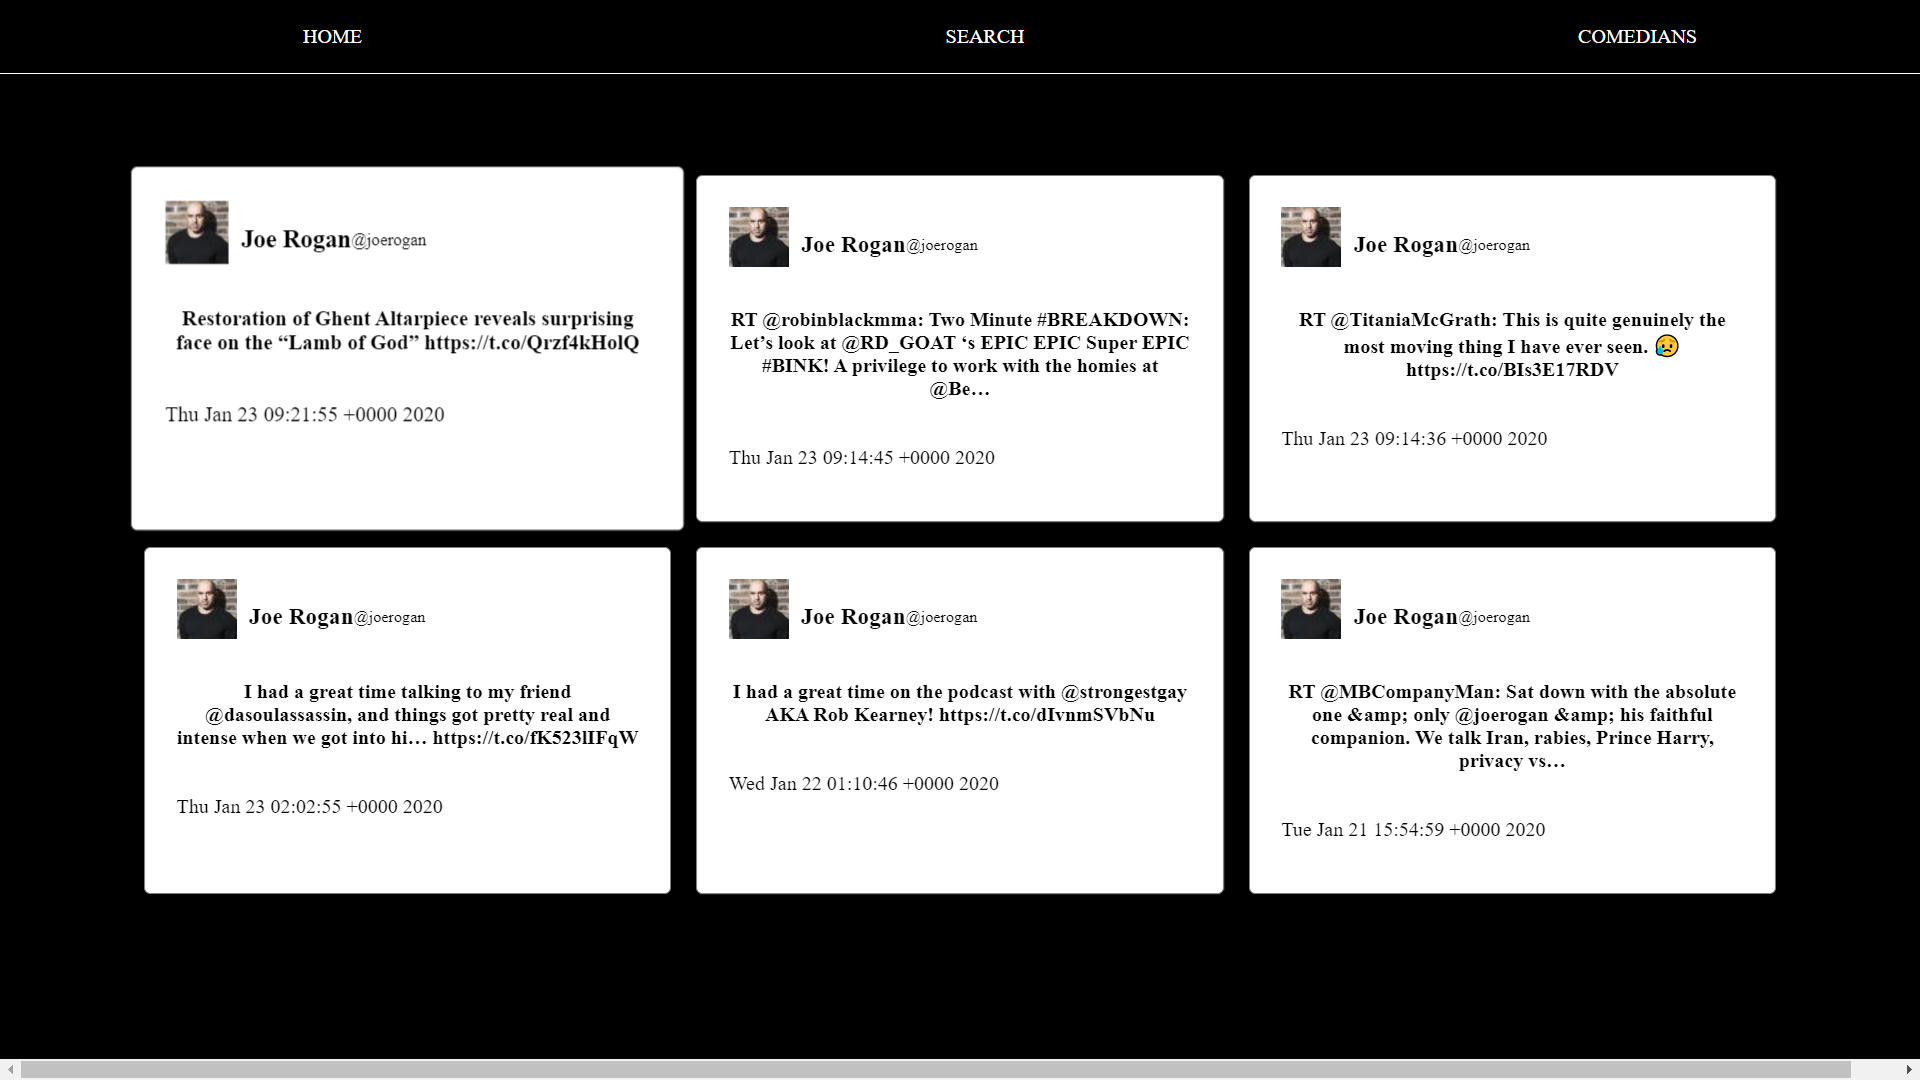 HOME
SEARCH
COMEDIANS
Joe Rogan@joerogan
Restoration of Ghent Altarpiece reveals surprising
face on the “Lamb of God” https://t.co/Qrzf4kHolQ
Thu Jan 23 09:21:55 +0000 2020
Joe Rogan@joerogan
RT @robinblackmma: Two Minute #BREAKDOWN:
Let’s look at @RD_GOAT ‘s EPIC EPIC Super EPIC
#BINK! A privilege to work with the homies at
@Be…
Thu Jan 23 09:14:45 +0000 2020
Joe Rogan@joerogan
RT @TitaniaMcGrath: This is quite genuinely the
most moving thing I have ever seen. 😥
https://t.co/BIs3E17RDV
Thu Jan 23 09:14:36 +0000 2020
Joe Rogan@joerogan
I had a great time talking to my friend
@dasoulassassin, and things got pretty real and
intense when we got into hi… https://t.co/fK523lIFqW
Thu Jan 23 02:02:55 +0000 2020
Joe Rogan@joerogan
I had a great time on the podcast with @strongestgay
AKA Rob Kearney! https://t.co/dIvnmSVbNu
Wed Jan 22 01:10:46 +0000 2020
Joe Rogan@joerogan
RT @MBCompanyMan: Sat down with the absolute
one &amp; only @joerogan &amp; his faithful
companion. We talk Iran, rabies, Prince Harry,
privacy vs…
Tue Jan 21 15:54:59 +0000 2020